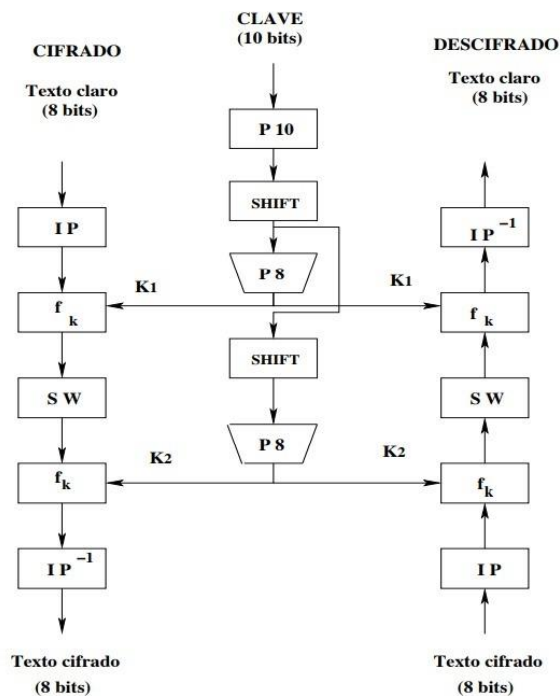 CLAVE
(10 bits)
CIFRADO
DESCIFRADO
Texto claro
(8 bits)
Texto claro
(8 bits)
P 10
SHIFT
I P
I P −1
P 8
K1
K1
f k
f k
SHIFT
S W
S W
P 8
K2
K2
f k
f k
I P −1
I P
Texto cifrado
(8 bits)
Texto cifrado
(8 bits)